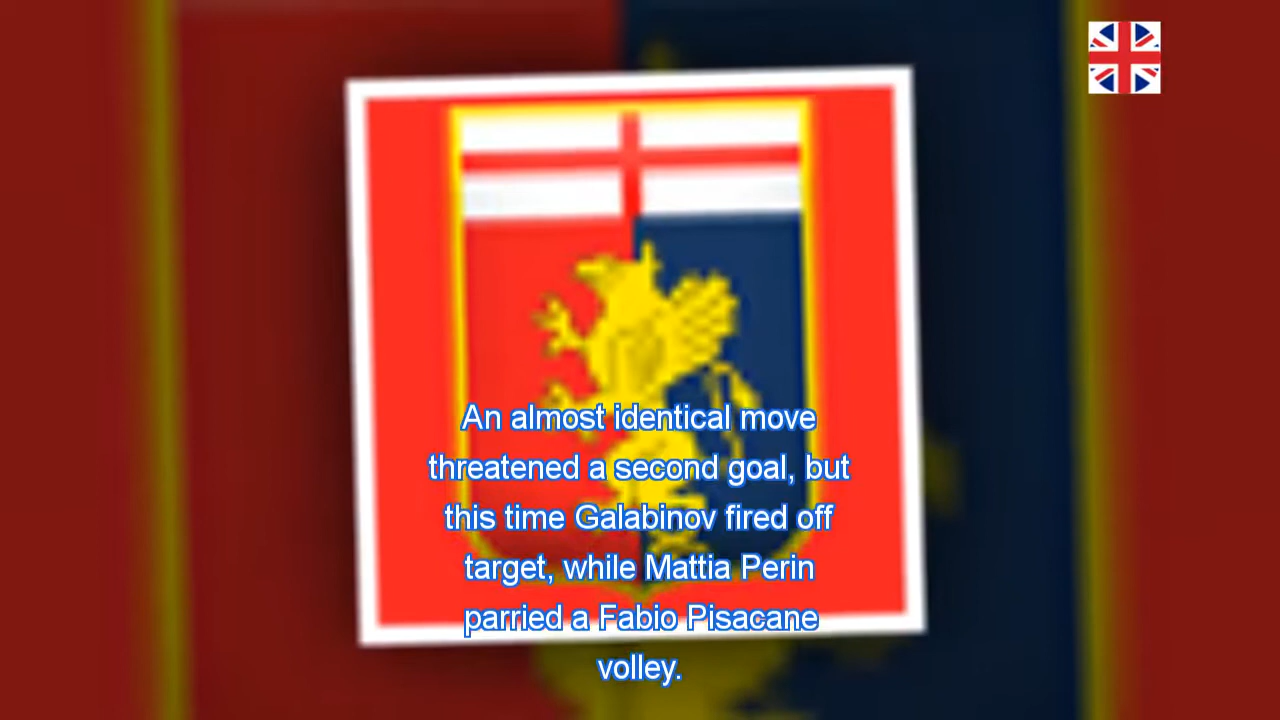 An almost identical move
threatened a second goal, but
this time Galabinov fired off
target, while Mattia Perin
parried a Fabio Pisacane
volley.